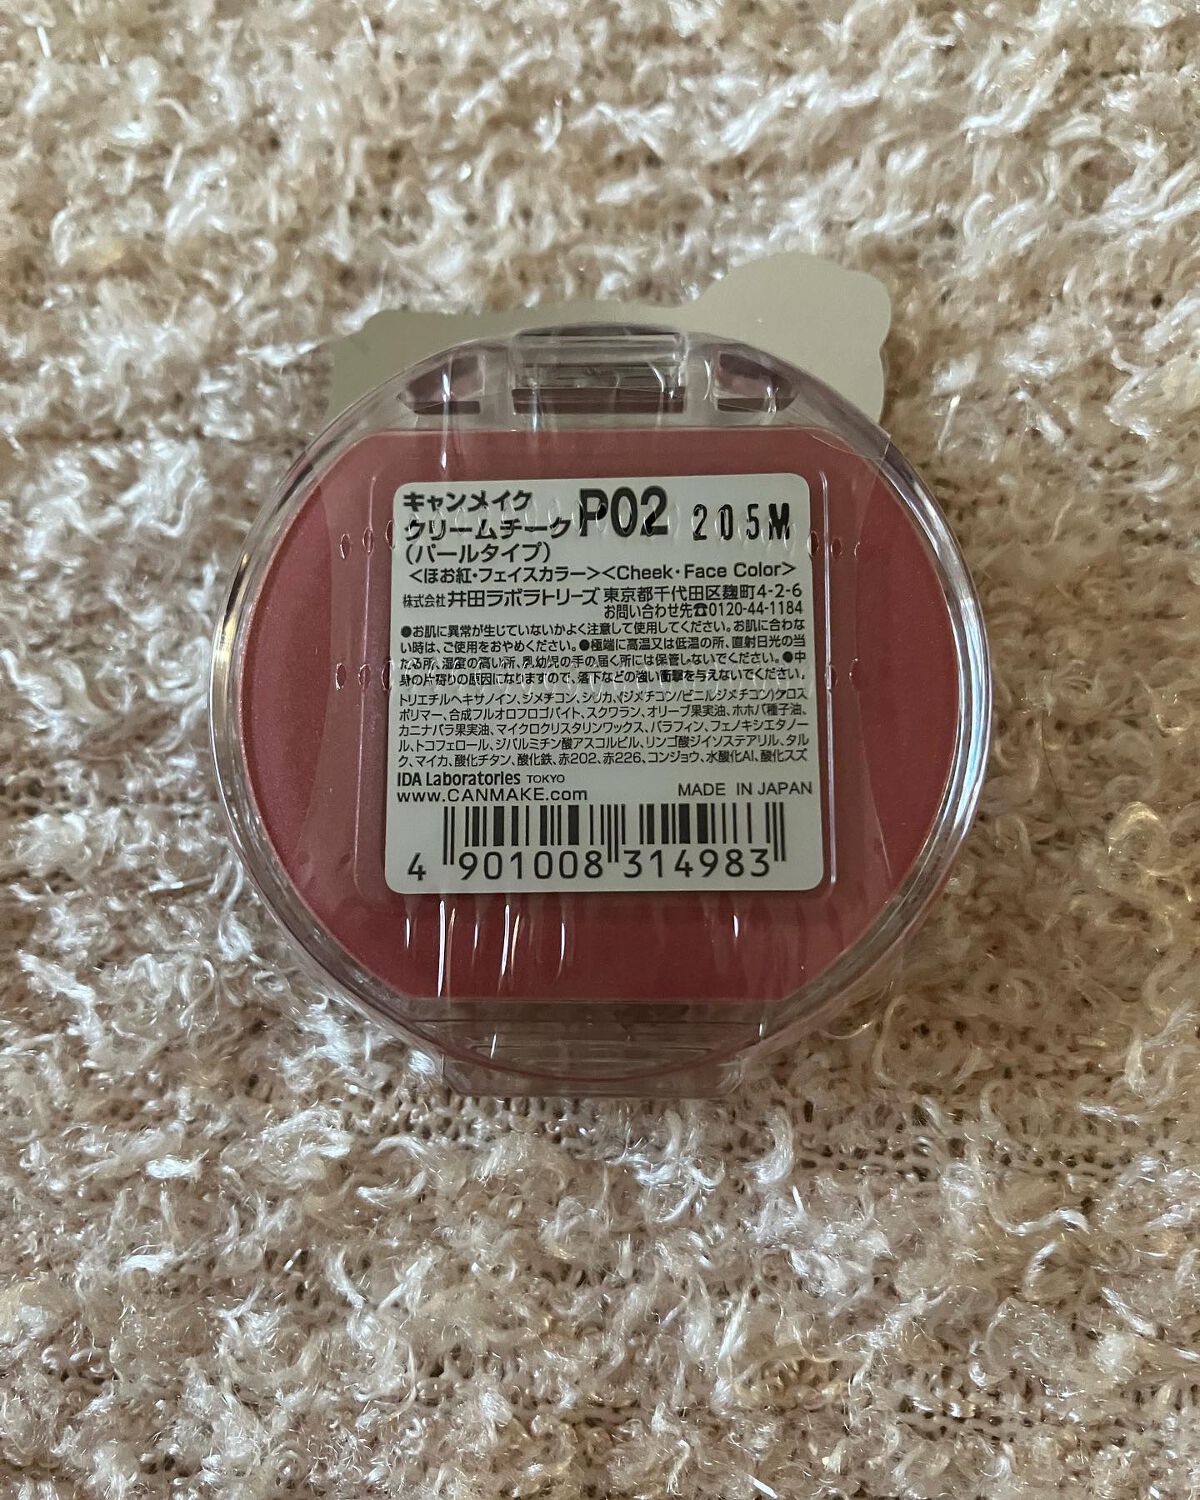 キャンメイク
クリームチーク P02 205M
(パールタイプ)
<ほお紅・フェイスカラー><Cheek・Face Color>
株式会社 井田ラボラトリーズ 東京都千代田区麹町4-2-6
お問い合わせ先☎0120-44-1184
●お肌に異常が生じていないかよく注意して使用してください。お肌に合わな
い時は、ご使用をおやめください。●極端に高温又は低温の所、直射日光の当
たる所、湿度の高い所、乳幼児の手の届く所には保管しないでください。●中
身の片寄りの原因になりますので、落下などの強い衝撃を与えないでください。
トリエチルヘキサノイン、ジメチコン、シリカ、(ジメチコン/ビニルジメチコン)クロス
ポリマー、合成フルオロフロゴパイト、スクワラン、オリーブ果実油、ホホバ種子油、
カニナバラ果実油、マイクロクリスタリンワックス、パラフィン、フェノキシエタノー
ル、トコフェロール、ジパルミチン酸アスコルビル、リンゴ酸ジイソステアリル、タル
ク、マイカ、酸化チタン、酸化鉄、赤202、赤226、コンジョウ、水酸化Al、酸化スズ
IDA Laboratories TOKYO
www.CANMAKE.com MADE IN JAPAN
4 901008 314983